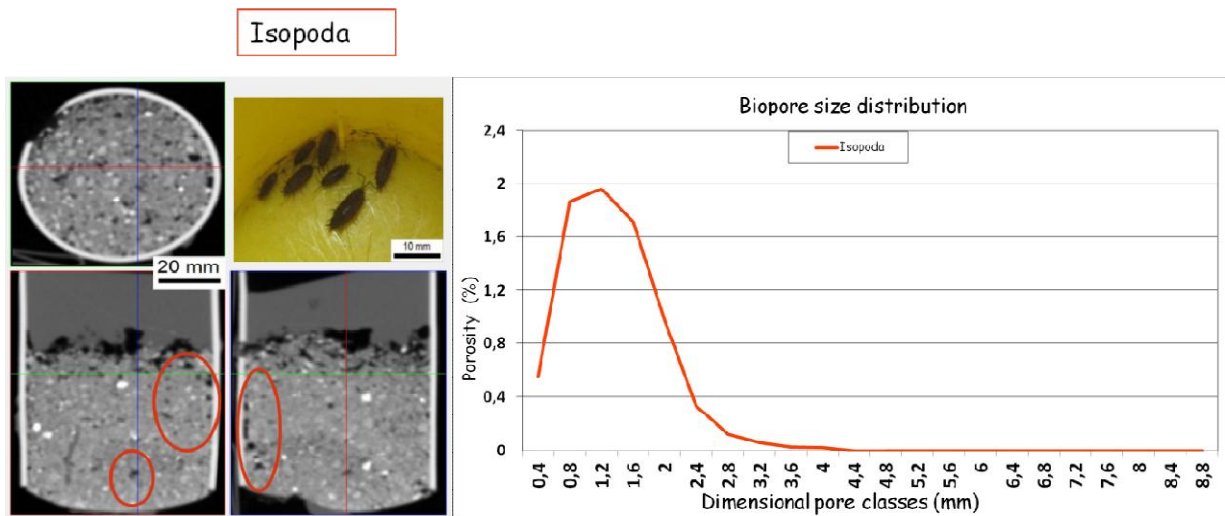 Isopoda
20 mm
10 mm
Biopore size distribution
Isopoda
Porosity (%)
2,4
2
1,6
1,2
0,8
0,4
0
0,4 0,8 1,2 1,6 2 2,4 2,8 3,2 3,6 4 4,4 4,8 5,2 5,6 6 6,4 6,8 7,2 7,6 8 8,4 8,8
Dimensional pore classes (mm)